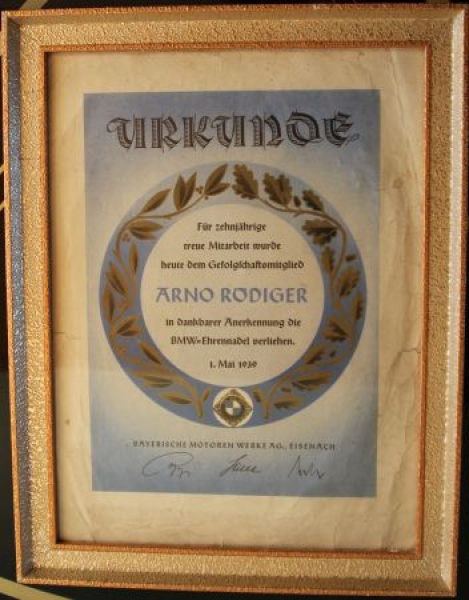 URKUNDE
Für zehnjährige
treue Mitarbeit wurde
heute dem Gefolgschaftsmitglied
ARNO RÖDIGER
in dankbarer Anerkennung die
BMW=Ehrennadel verliehen.
1. Mai 1939
BAYERISCHE MOTOREN WERKE AG., EISENACH